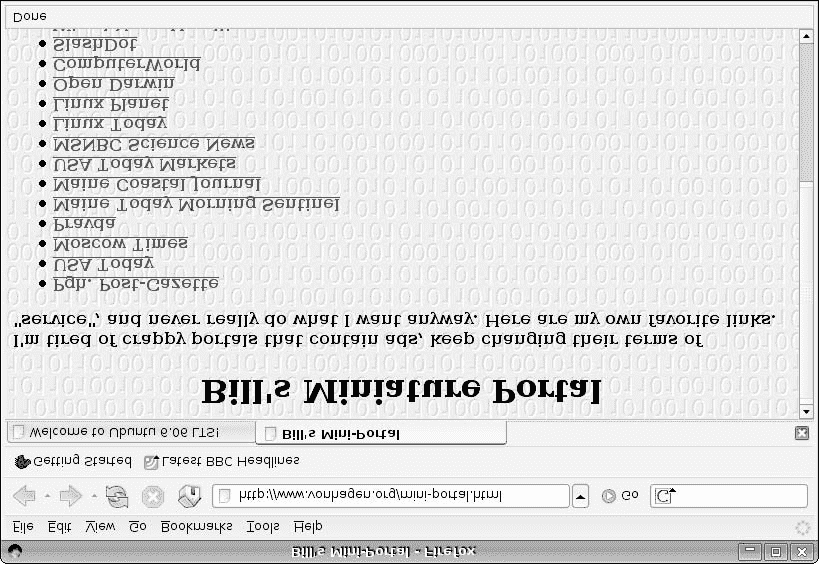 Bill's Mini-Portal - Firefox
File Edit View Go Bookmarks Tools Help
http://www.vonhagen.org/mini-portal.html Go
Getting Started Latest BBC Headlines
Welcome to Ubuntu 6.06 LTS! Bill's Mini-Portal
Bill's Miniature Portal
I'm tired of crappy portals that contain ads, keep changing their terms of
"service", and never really do what I want anyway. Here are my own favorite links.
Pgh. Post-Gazette
USA Today
Moscow Times
Pravda
Maine Today Morning Sentinel
Maine Coastal Journal
USA Today Markets
MSNBC Science News
Linux Today
Linux Planet
Open Darwin
ComputerWorld
SlashDot
Done